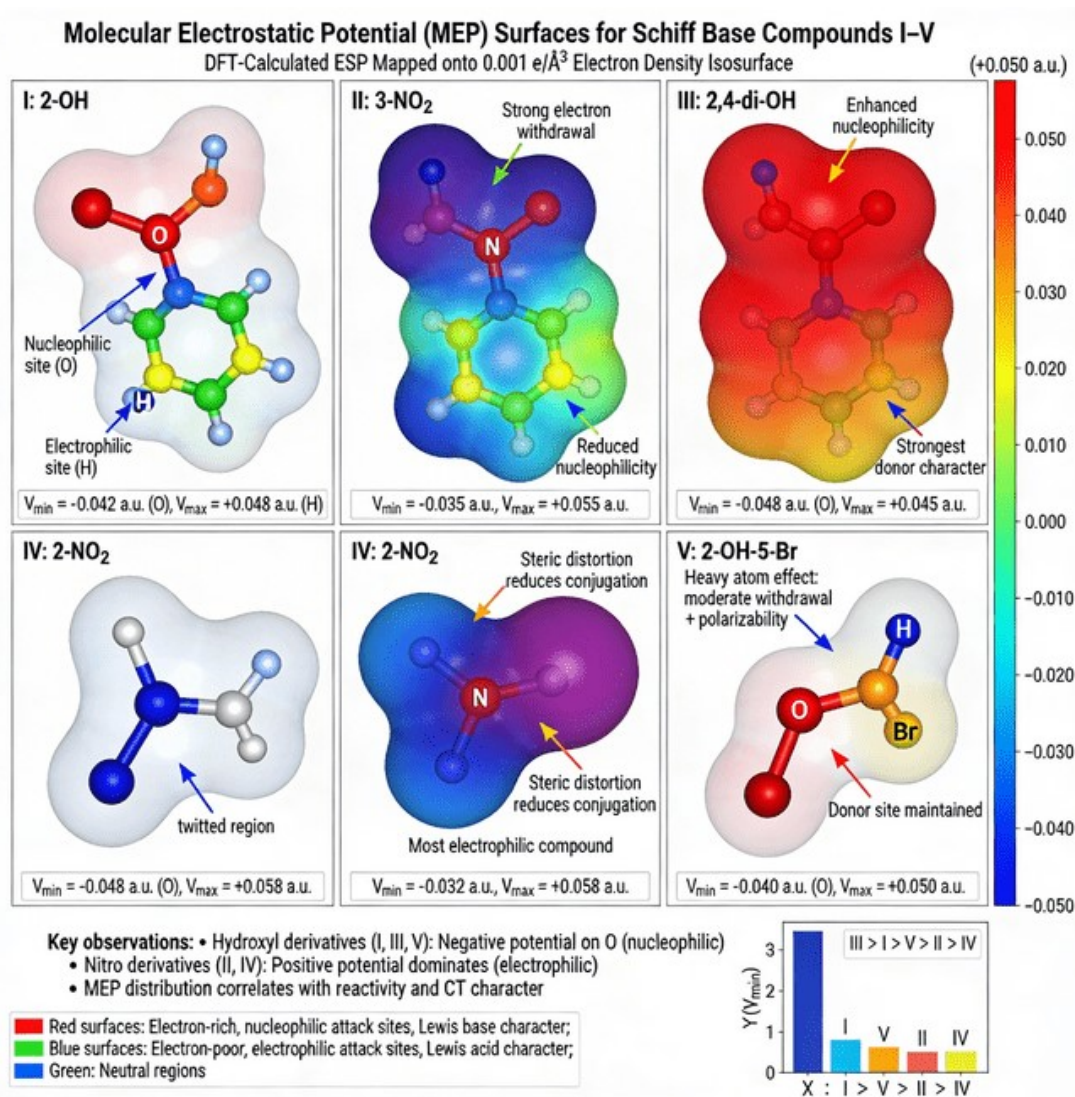 Molecular Electrostatic Potential (MEP) Surfaces for Schiff Base Compounds I–V
DFT-Calculated ESP Mapped onto 0.001 e/Å³ Electron Density Isosurface
(+0.050 a.u.)
I: 2-OH
O
Nucleophilic
site (O)
H
Electrophilic
site (H)
Vmin = -0.042 a.u. (O), Vmax = +0.048 a.u. (H)
II: 3-NO₂
Strong electron
withdrawal
N
Reduced
nucleophilicity
Vmin = -0.035 a.u., Vmax = +0.055 a.u.
III: 2,4-di-OH
Enhanced
nucleophilicity
Strongest
donor character
Vmin = -0.048 a.u. (O), Vmax = +0.045 a.u.
0.050
0.040
0.030
0.020
0.010
0.000
−0.010
−0.020
−0.030
−0.040
−0.050
IV: 2-NO₂
twitted region
Vmin = -0.048 a.u. (O), Vmax = +0.058 a.u.
IV: 2-NO₂
Steric distortion
reduces conjugation
N
Steric distortion
reduces conjugation
Most electrophilic compound
Vmin = -0.032 a.u., Vmax = +0.058 a.u.
V: 2-OH-5-Br
Heavy atom effect:
moderate withdrawal
+ polarizability
H
O
Br
Donor site maintained
Vmin = -0.040 a.u. (O), Vmax = +0.050 a.u.
Key observations: • Hydroxyl derivatives (I, III, V): Negative potential on O (nucleophilic)
• Nitro derivatives (II, IV): Positive potential dominates (electrophilic)
• MEP distribution correlates with reactivity and CT character
Red surfaces: Electron-rich, nucleophilic attack sites, Lewis base character;
Blue surfaces: Electron-poor, electrophilic attack sites, Lewis acid character;
Green: Neutral regions
III > I > V > II > IV
Y (Vmin)
3
2
1
0
I
V
II
IV
X : I > V > II > IV